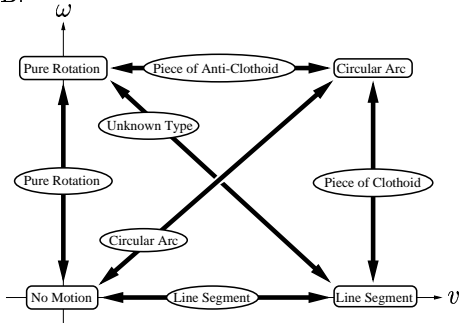 ω
Pure Rotation
Piece of Anti-Clothoid
Circular Arc
Unknown Type
Pure Rotation
Piece of Clothoid
Circular Arc
No Motion
Line Segment
Line Segment
v